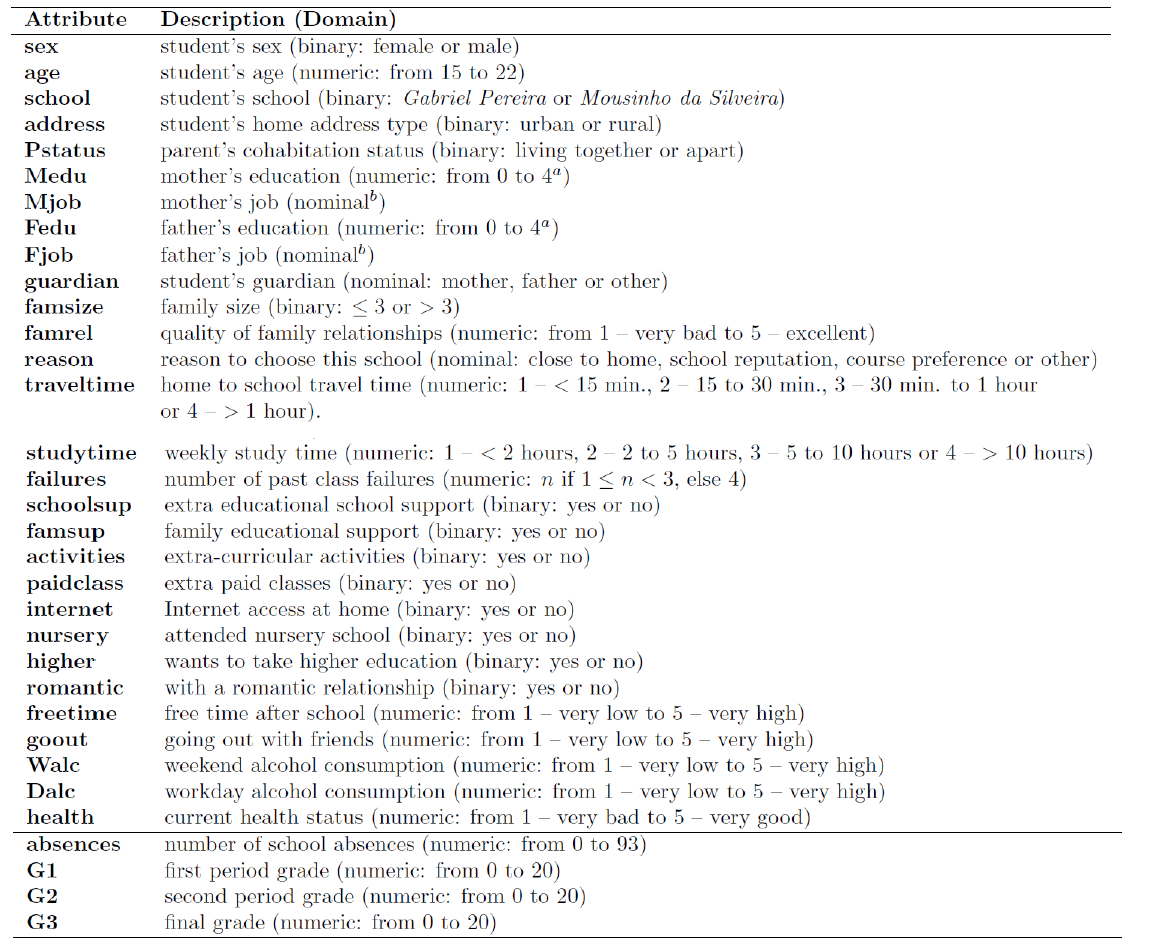 Attribute Description (Domain)
sex student's sex (binary: female or male)
age student's age (numeric: from 15 to 22)
school student's school (binary: Gabriel Pereira or Mousinho da Silveira)
address student's home address type (binary: urban or rural)
Pstatus parent's cohabitation status (binary: living together or apart)
Medu mother's education (numeric: from 0 to 4ᵃ)
Mjob mother's job (nominalᵇ)
Fedu father's education (numeric: from 0 to 4ᵃ)
Fjob father's job (nominalᵇ)
guardian student's guardian (nominal: mother, father or other)
famsize family size (binary: ≤ 3 or > 3)
famrel quality of family relationships (numeric: from 1 – very bad to 5 – excellent)
reason reason to choose this school (nominal: close to home, school reputation, course preference or other)
traveltime home to school travel time (numeric: 1 – < 15 min., 2 – 15 to 30 min., 3 – 30 min. to 1 hour
or 4 – > 1 hour).
studytime weekly study time (numeric: 1 – < 2 hours, 2 – 2 to 5 hours, 3 – 5 to 10 hours or 4 – > 10 hours)
failures number of past class failures (numeric: n if 1 ≤ n < 3, else 4)
schoolsup extra educational school support (binary: yes or no)
famsup family educational support (binary: yes or no)
activities extra-curricular activities (binary: yes or no)
paidclass extra paid classes (binary: yes or no)
internet Internet access at home (binary: yes or no)
nursery attended nursery school (binary: yes or no)
higher wants to take higher education (binary: yes or no)
romantic with a romantic relationship (binary: yes or no)
freetime free time after school (numeric: from 1 – very low to 5 – very high)
goout going out with friends (numeric: from 1 – very low to 5 – very high)
Walc weekend alcohol consumption (numeric: from 1 – very low to 5 – very high)
Dalc workday alcohol consumption (numeric: from 1 – very low to 5 – very high)
health current health status (numeric: from 1 – very bad to 5 – very good)
absences number of school absences (numeric: from 0 to 93)
G1 first period grade (numeric: from 0 to 20)
G2 second period grade (numeric: from 0 to 20)
G3 final grade (numeric: from 0 to 20)